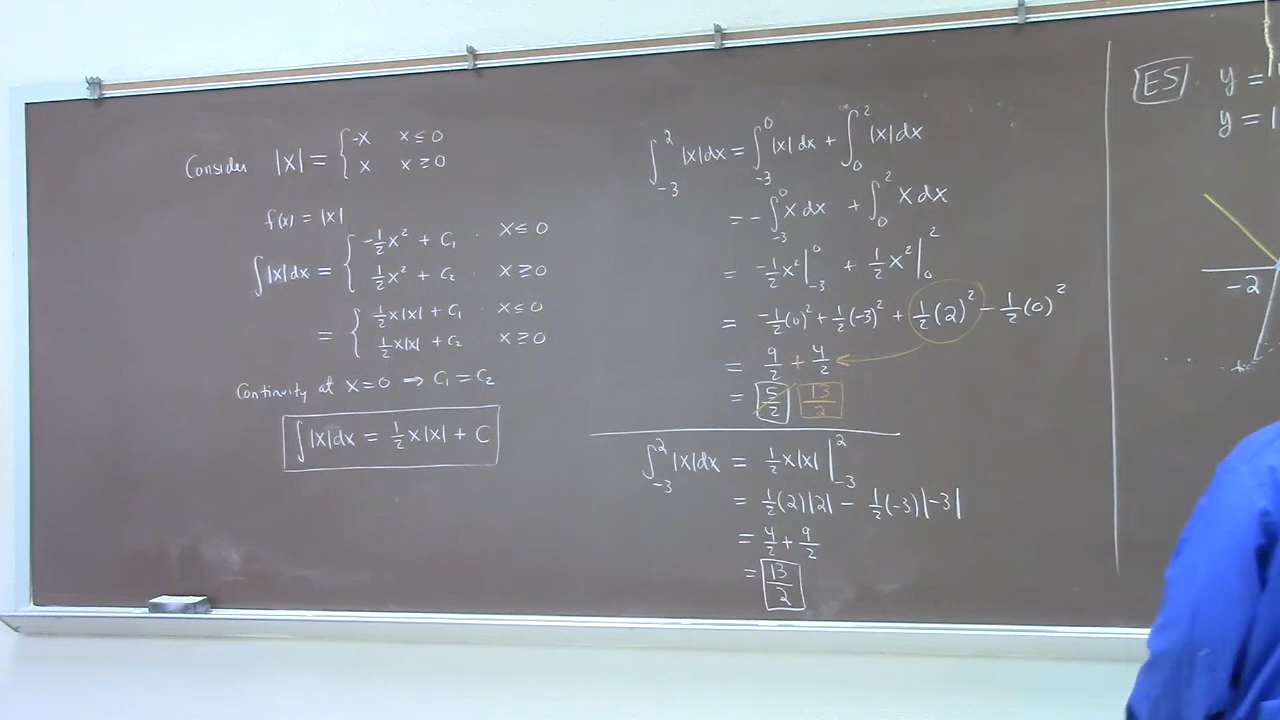 Consider |x| = { -x x ≤ 0
x x ≥ 0
f(x) = |x|
∫|x|dx = { -½x² + C₁ x ≤ 0
½x² + C₂ x ≥ 0
= { ½x|x| + C₁ x ≤ 0
½x|x| + C₂ x ≥ 0
Continuity at x=0 ⇒ C₁ = C₂
∫|x|dx = ½x|x| + C
∫₋₃² |x|dx = ∫₋₃⁰ |x|dx + ∫₀² |x|dx
= -∫₋₃⁰ x dx + ∫₀² x dx
= -½x²|₋₃⁰ + ½x²|₀²
= -½(0)² + ½(-3)² + ½(2)² - ½(0)²
= 9/2 + 4/2
= 5/2 13/2
∫₋₃² |x|dx = ½x|x| |₋₃²
= ½(2)|2| - ½(-3)|-3|
= 4/2 + 9/2
= 13/2
E5 y =
y = |
-2